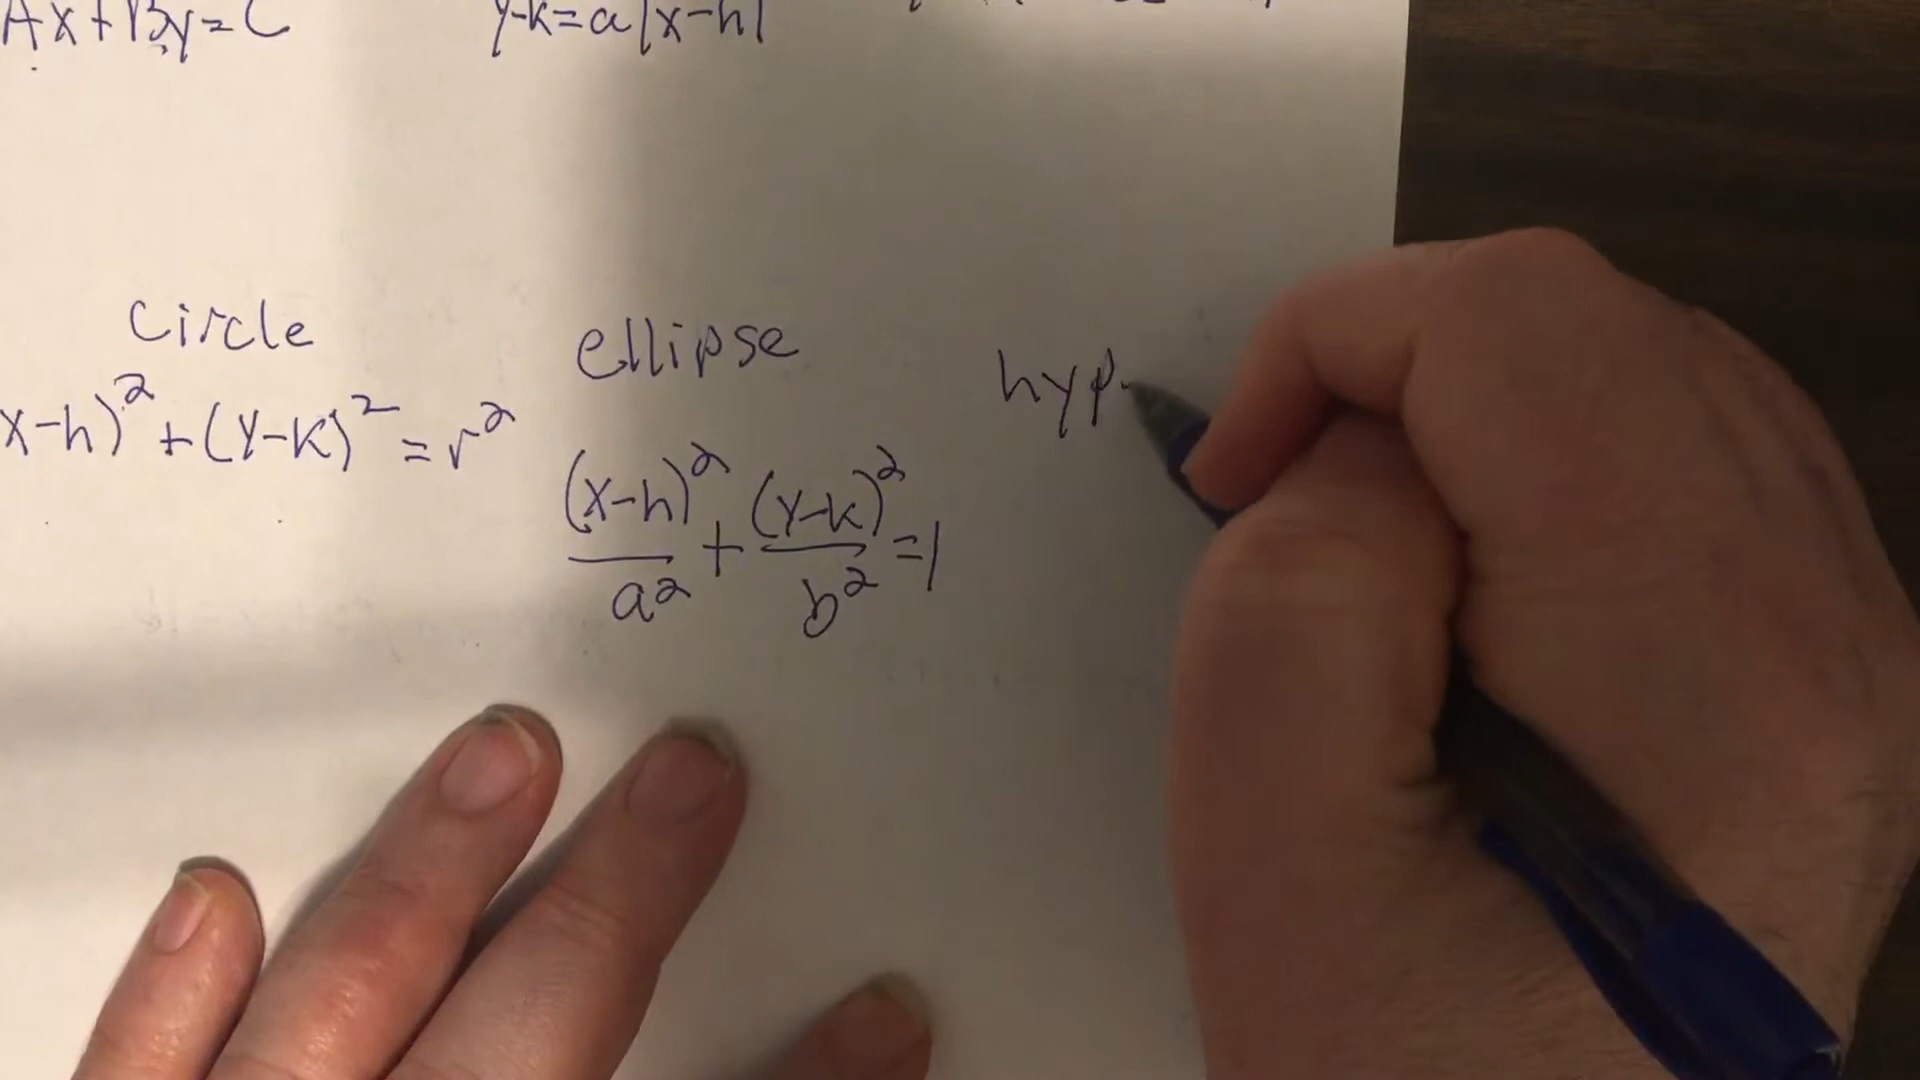 Ax+By=C
y-k=a|x-h|
circle
x-h)²+(y-k)²=r²
ellipse
(x-h)²/a²+(y-k)²/b²=1
hyp